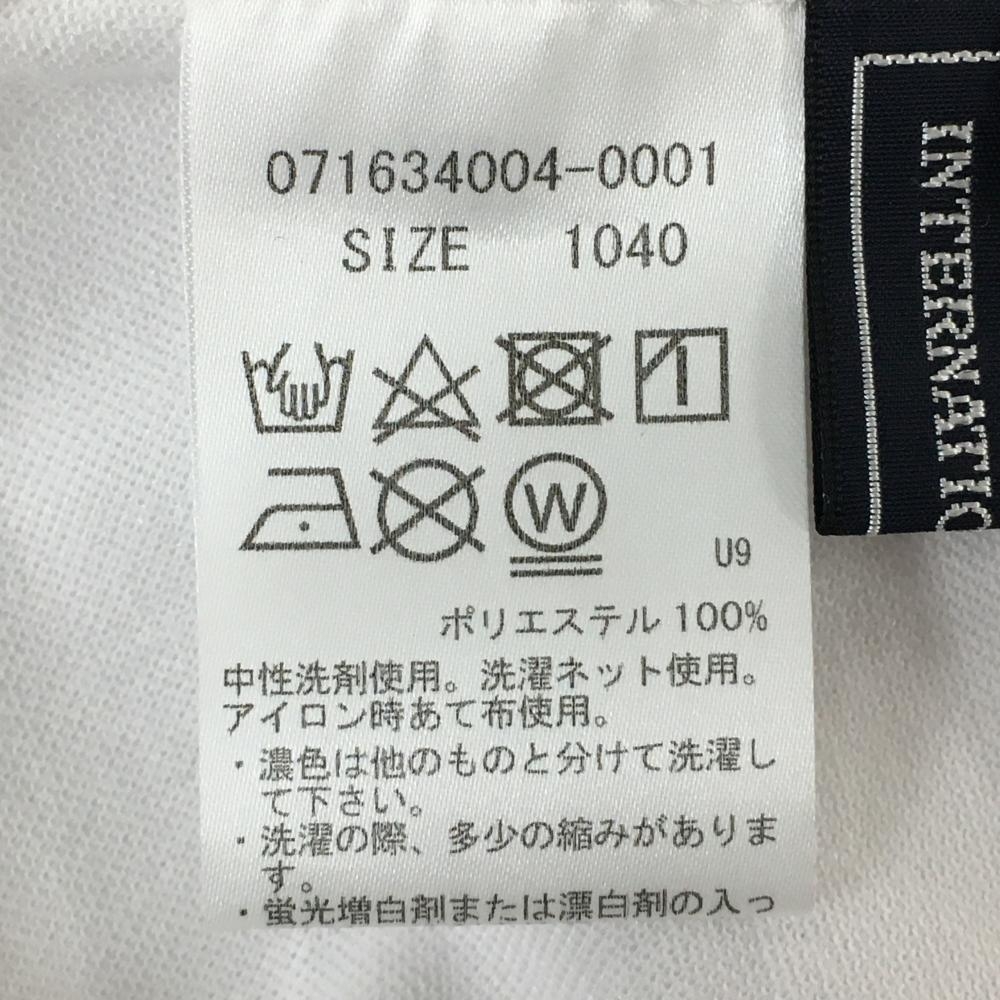 071634004-0001
SIZE 1040
W
U9
ポリエステル 100%
中性洗剤使用。洗濯ネット使用。
アイロン時あて布使用。
・濃色は他のものと分けて洗濯し
て下さい。
・洗濯の際、多少の縮みがありま
す。
・蛍光増白剤または漂白剤の入っ
INTERNATIO